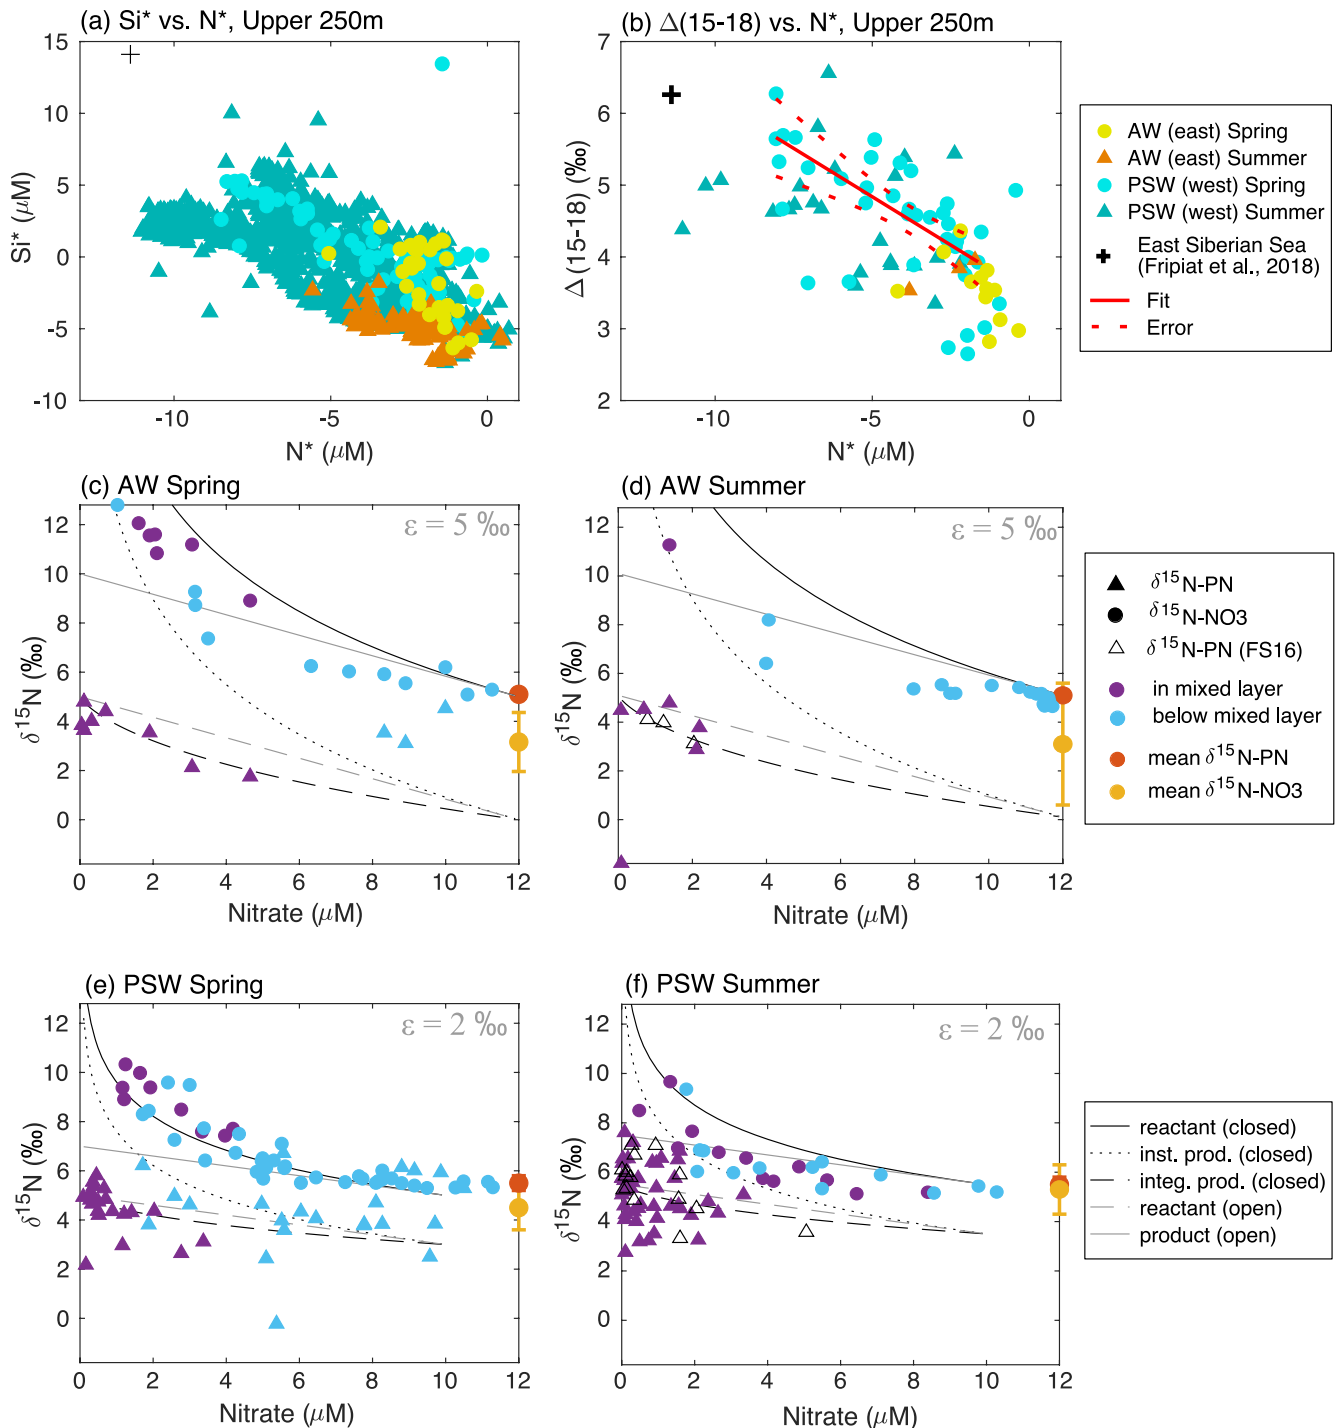 (a) Si* vs. N*, Upper 250m
15
10
5
0
-5
-10
Si* (μM)
-10
-5
0
N* (μM)
(b) Δ(15-18) vs N*, Upper 250m
7
6
5
4
3
2
Δ(15-18) (‰)
-10
-5
0
N* (μM)
AW (east) Spring
AW (east) Summer
PSW (west) Spring
PSW (west) Summer
East Siberian Sea
(Fripiat et al., 2018)
Fit
Error
(c) AW Spring
ε = 5 ‰
12
10
8
6
4
2
0
δ¹⁵N (‰)
0 2 4 6 8 10 12
Nitrate (μM)
(d) AW Summer
ε = 5 ‰
12
10
8
6
4
2
0
δ¹⁵N (‰)
0 2 4 6 8 10 12
Nitrate (μM)
δ¹⁵N-PN
δ¹⁵N-NO3
δ¹⁵N-PN (FS16)
in mixed layer
below mixed layer
mean δ¹⁵N-PN
mean δ¹⁵N-NO3
(e) PSW Spring
ε = 2 ‰
12
10
8
6
4
2
0
δ¹⁵N (‰)
0 2 4 6 8 10 12
Nitrate (μM)
(f) PSW Summer
ε = 2 ‰
12
10
8
6
4
2
0
δ¹⁵N (‰)
0 2 4 6 8 10 12
Nitrate (μM)
reactant (closed)
inst. prod. (closed)
integ. prod. (closed)
reactant (open)
product (open)